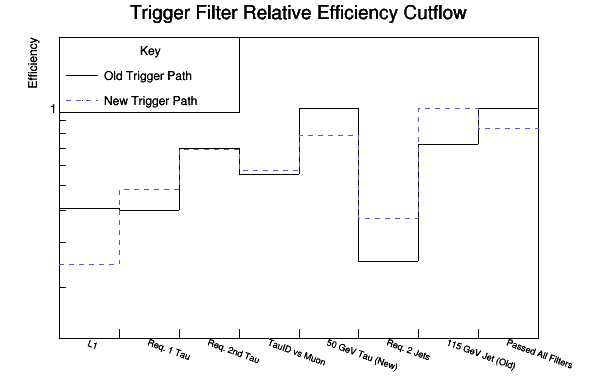 Trigger Filter Relative Efficiency Cutflow
Efficiency
Key
Old Trigger Path
New Trigger Path
1
L1
Req. 1 Tau
Req. 2nd Tau
TauID vs Muon
50 GeV Tau (New)
Req. 2 Jets
115 GeV Jet (Old)
Passed All Filters